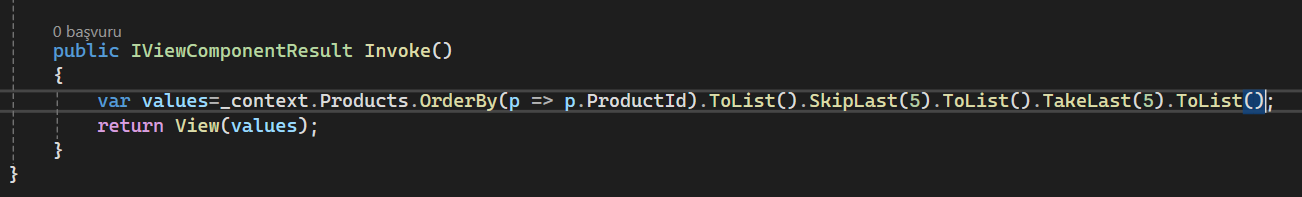 0 başvuru
public IViewComponentResult Invoke()
{
var values=_context.Products.OrderBy(p => p.ProductId).ToList().SkipLast(5).ToList().TakeLast(5).ToList();
return View(values);
}
}